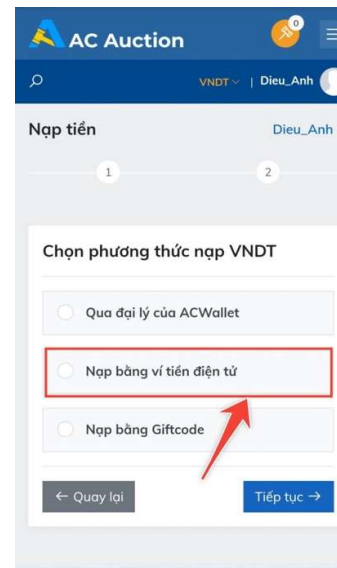 AC Auction
0
VNDT | Dieu_Anh
Nạp tiền
Dieu_Anh
1
2
Chọn phương thức nạp VNDT
Qua đại lý của ACWallet
Nạp bằng ví tiền điện tử
Nạp bằng Giftcode
← Quay lại
Tiếp tục →